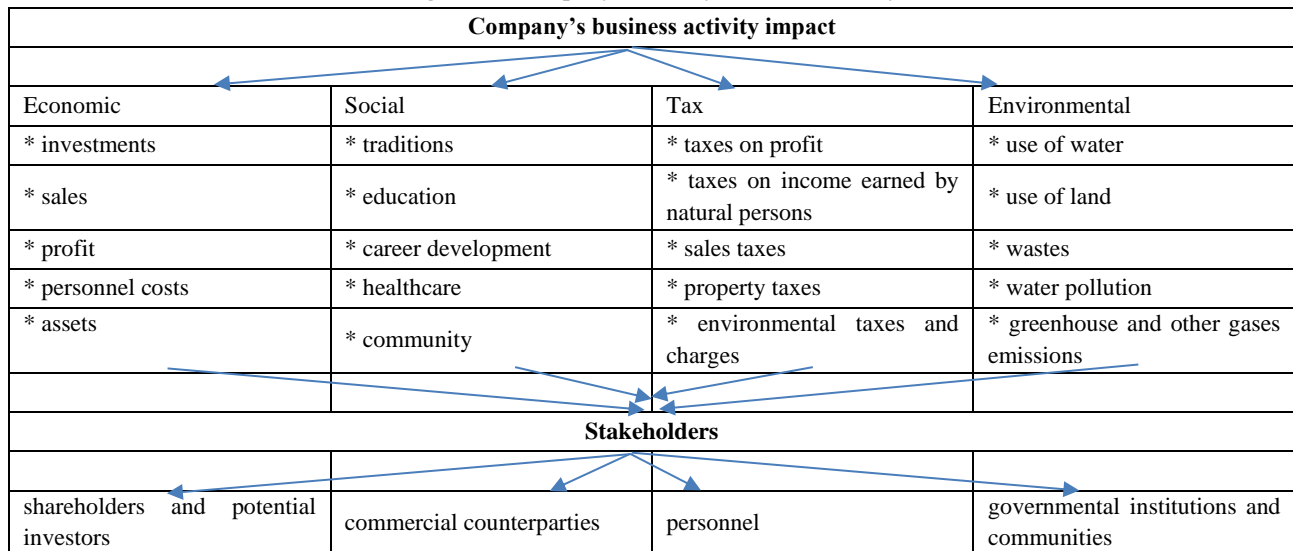 Company's business activity impact
Economic
Social
Tax
Environmental
* investments
* traditions
* taxes on profit
* use of water
* sales
* education
* taxes on income earned by
natural persons
* use of land
* profit
* career development
* sales taxes
* wastes
* personnel costs
* healthcare
* property taxes
* water pollution
* assets
* community
* environmental taxes and
charges
* greenhouse and other gases
emissions
Stakeholders
shareholders and potential
investors
commercial counterparties
personnel
governmental institutions and
communities